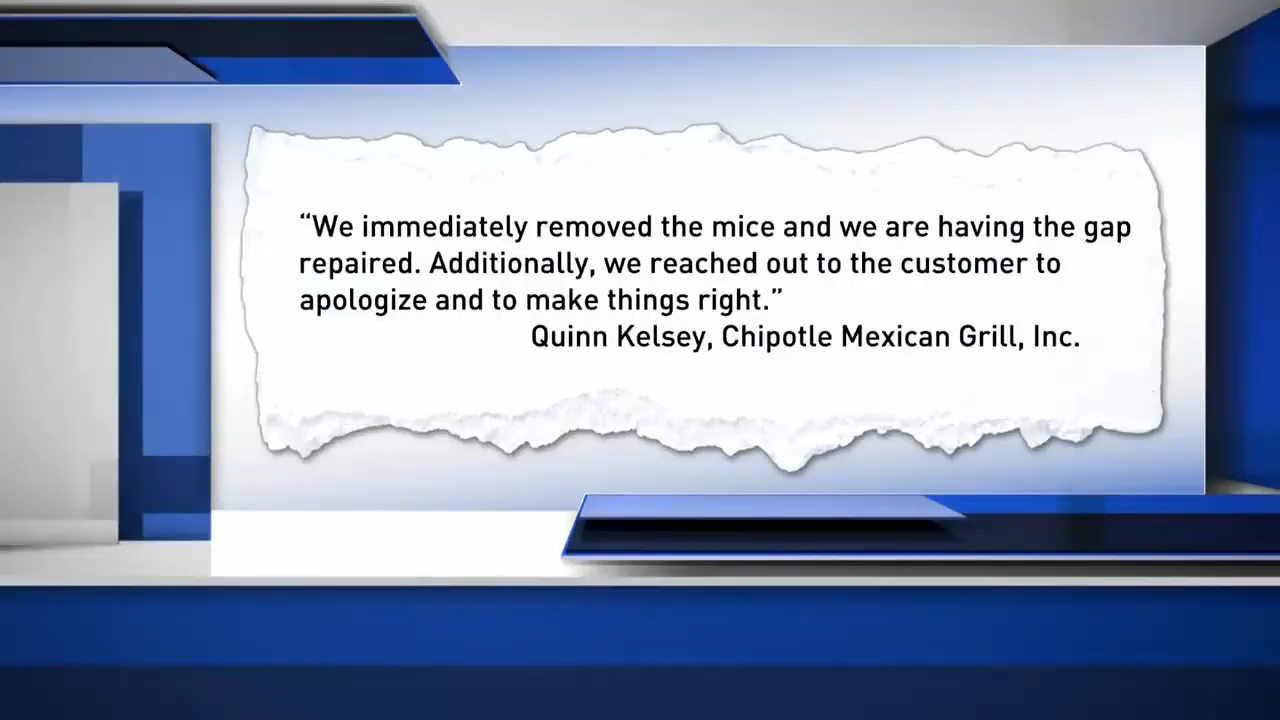 “We immediately removed the mice and we are having the gap
repaired. Additionally, we reached out to the customer to
apologize and to make things right.”
Quinn Kelsey, Chipotle Mexican Grill, Inc.